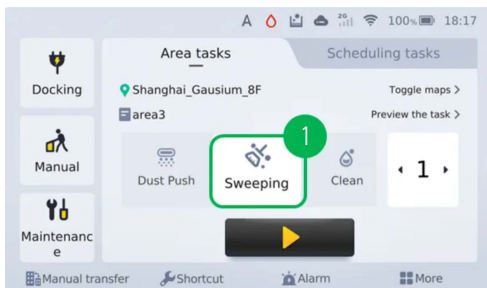 A 2G 100% 18:17
Area tasks
Scheduling tasks
Docking
Shanghai_Gausium_8F
Toggle maps >
area3
Preview the task >
1
Manual
Dust Push
Sweeping
Clean
1
Maintenanc
e
Manual transfer
Shortcut
Alarm
More